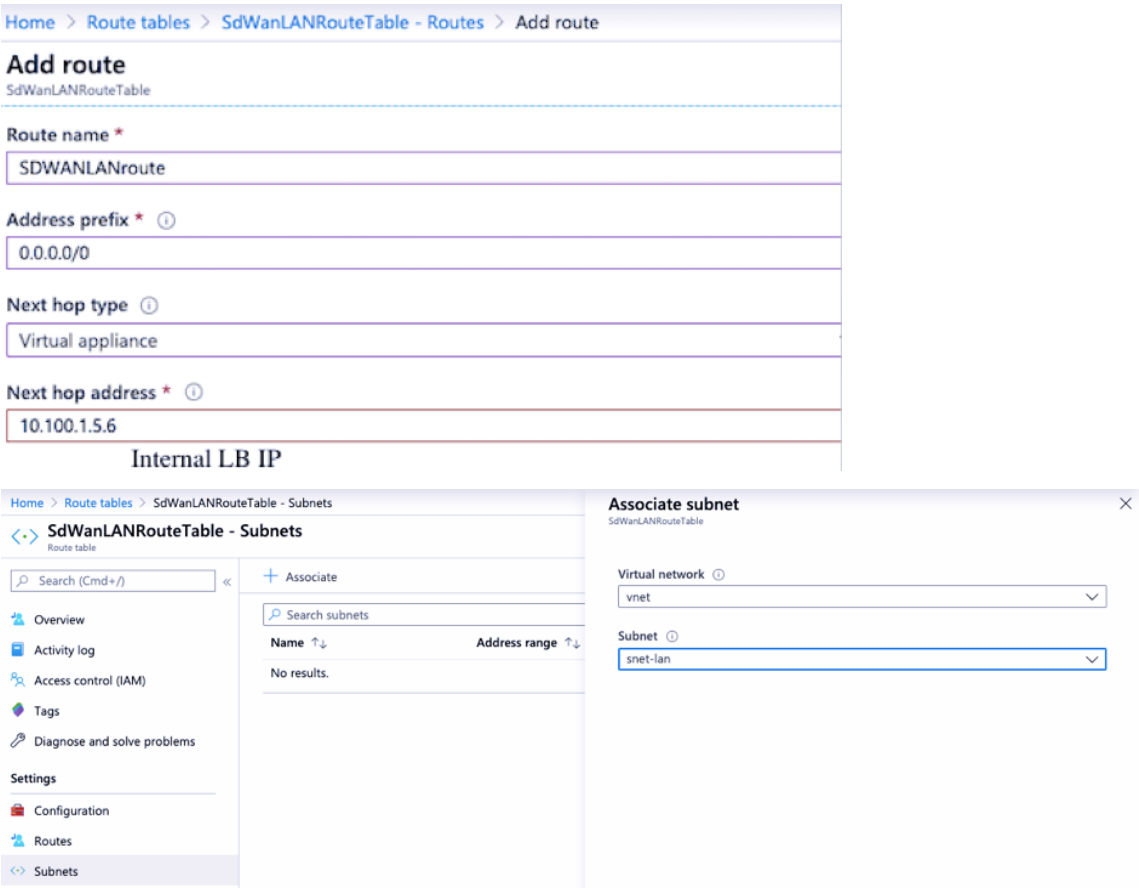 Home > Route tables > SdWanLANRouteTable - Routes > Add route
Add route
SdWanLANRouteTable
Route name *
SDWANLANroute
Address prefix *
0.0.0.0/0
Next hop type
Virtual appliance
Next hop address *
10.100.1.5.6
Internal LB IP
Home > Route tables > SdWanLANRouteTable - Subnets
SdWanLANRouteTable - Subnets
Route table
Search (Cmd+/)
Overview
Activity log
Access control (IAM)
Tags
Diagnose and solve problems
Settings
Configuration
Routes
Subnets
Associate
Search subnets
Name Address range
No results.
Associate subnet
SdWanLANRouteTable
Virtual network
vnet
Subnet
snet-lan